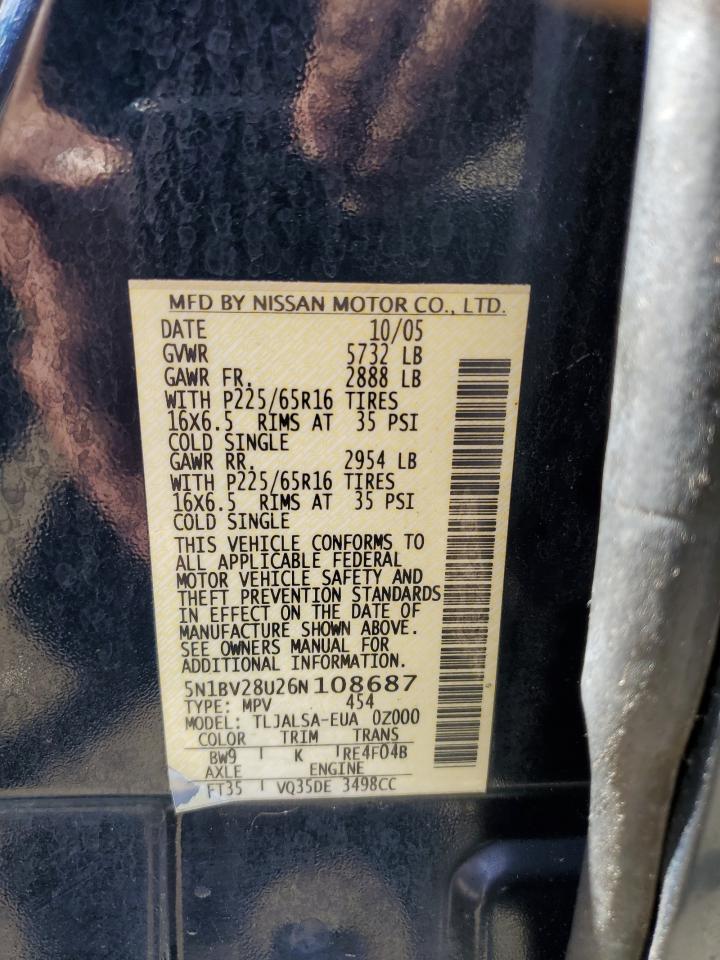 MFD BY NISSAN MOTOR CO., LTD.
DATE 10/05
GVWR 5732 LB
GAWR FR. 2888 LB
WITH P225/65R16 TIRES
16X6.5 RIMS AT 35 PSI
COLD SINGLE
GAWR RR. 2954 LB
WITH P225/65R16 TIRES
16X6.5 RIMS AT 35 PSI
COLD SINGLE
THIS VEHICLE CONFORMS TO
ALL APPLICABLE FEDERAL
MOTOR VEHICLE SAFETY AND
THEFT PREVENTION STANDARDS
IN EFFECT ON THE DATE OF
MANUFACTURE SHOWN ABOVE.
SEE OWNERS MANUAL FOR
ADDITIONAL INFORMATION.
5N1BV28U26N108687
TYPE: MPV 454
MODEL: TLJALSA-EUA 0Z000
COLOR TRIM TRANS
BW9 K RE4F04B
AXLE ENGINE
FT35 VQ35DE 3498CC